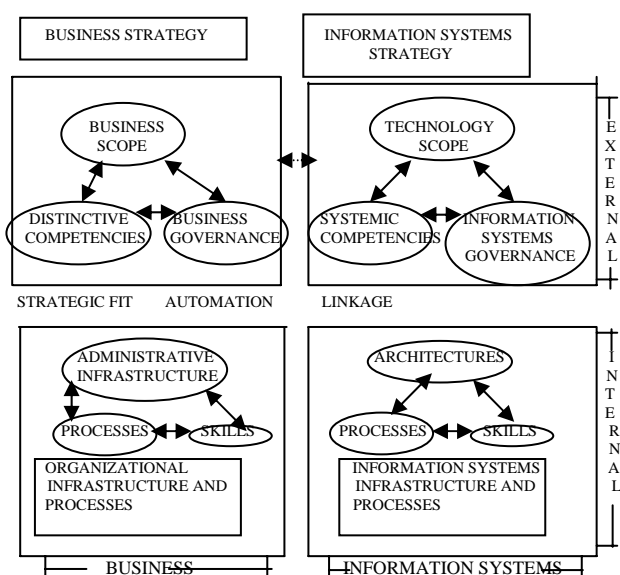 BUSINESS STRATEGY
INFORMATION SYSTEMS
STRATEGY
BUSINESS
SCOPE
DISTINCTIVE
COMPETENCIES
BUSINESS
GOVERNANCE
TECHNOLOGY
SCOPE
SYSTEMIC
COMPETENCIES
INFORMATION
SYSTEMS
GOVERNANCE
EXTERNAL
STRATEGIC FIT
AUTOMATION
LINKAGE
ADMINISTRATIVE
INFRASTRUCTURE
PROCESSES
SKILLS
ORGANIZATIONAL
INFRASTRUCTURE AND
PROCESSES
ARCHITECTURES
PROCESSES
SKILLS
INFORMATION SYSTEMS
INFRASTRUCTURE AND
PROCESSES
INTERNAL
BUSINESS
INFORMATION SYSTEMS